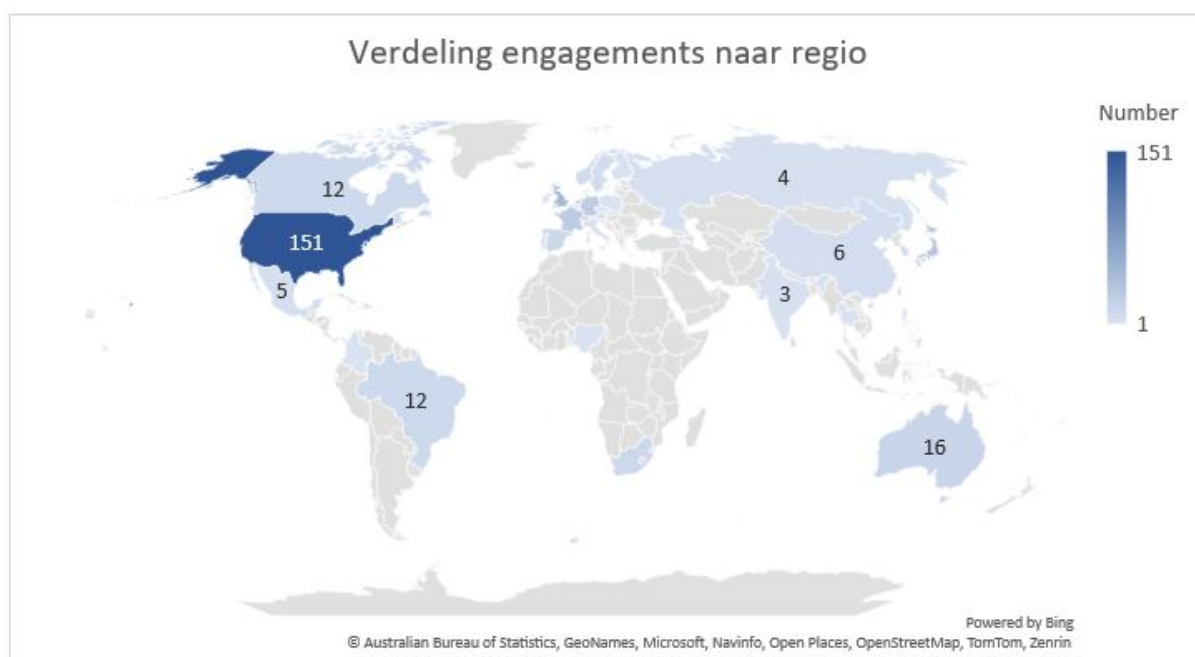 Verdeling engagements naar regio
Number
151
1
12
4
151
6
5
3
12
16
Powered by Bing
© Australian Bureau of Statistics, GeoNames, Microsoft, Navinfo, Open Places, OpenStreetMap, TomTom, Zenrin